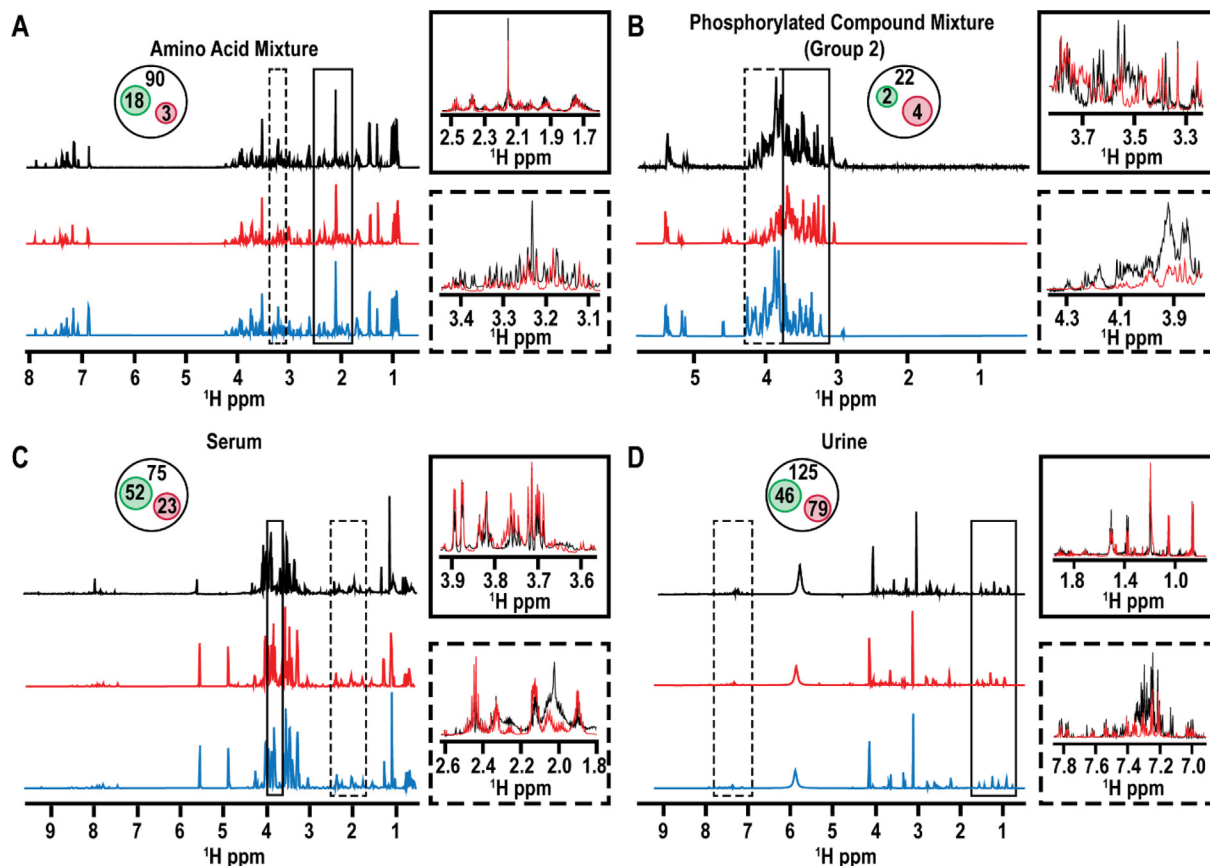 A
Amino Acid Mixture
90
18
3
8 7 6 5 4 3 2 1
¹H ppm
2.5 2.3 2.1 1.9 1.7
¹H ppm
3.4 3.3 3.2 3.1
¹H ppm
B
Phosphorylated Compound Mixture
(Group 2)
22
2
4
5 4 3 2 1
¹H ppm
3.7 3.5 3.3
¹H ppm
4.3 4.1 3.9
¹H ppm
C
Serum
75
52
23
9 8 7 6 5 4 3 2 1
¹H ppm
3.9 3.8 3.7 3.6
¹H ppm
2.6 2.4 2.2 2.0 1.8
¹H ppm
D
Urine
125
46
79
9 8 7 6 5 4 3 2 1
¹H ppm
1.8 1.4 1.0
¹H ppm
7.8 7.6 7.4 7.2 7.0
¹H ppm